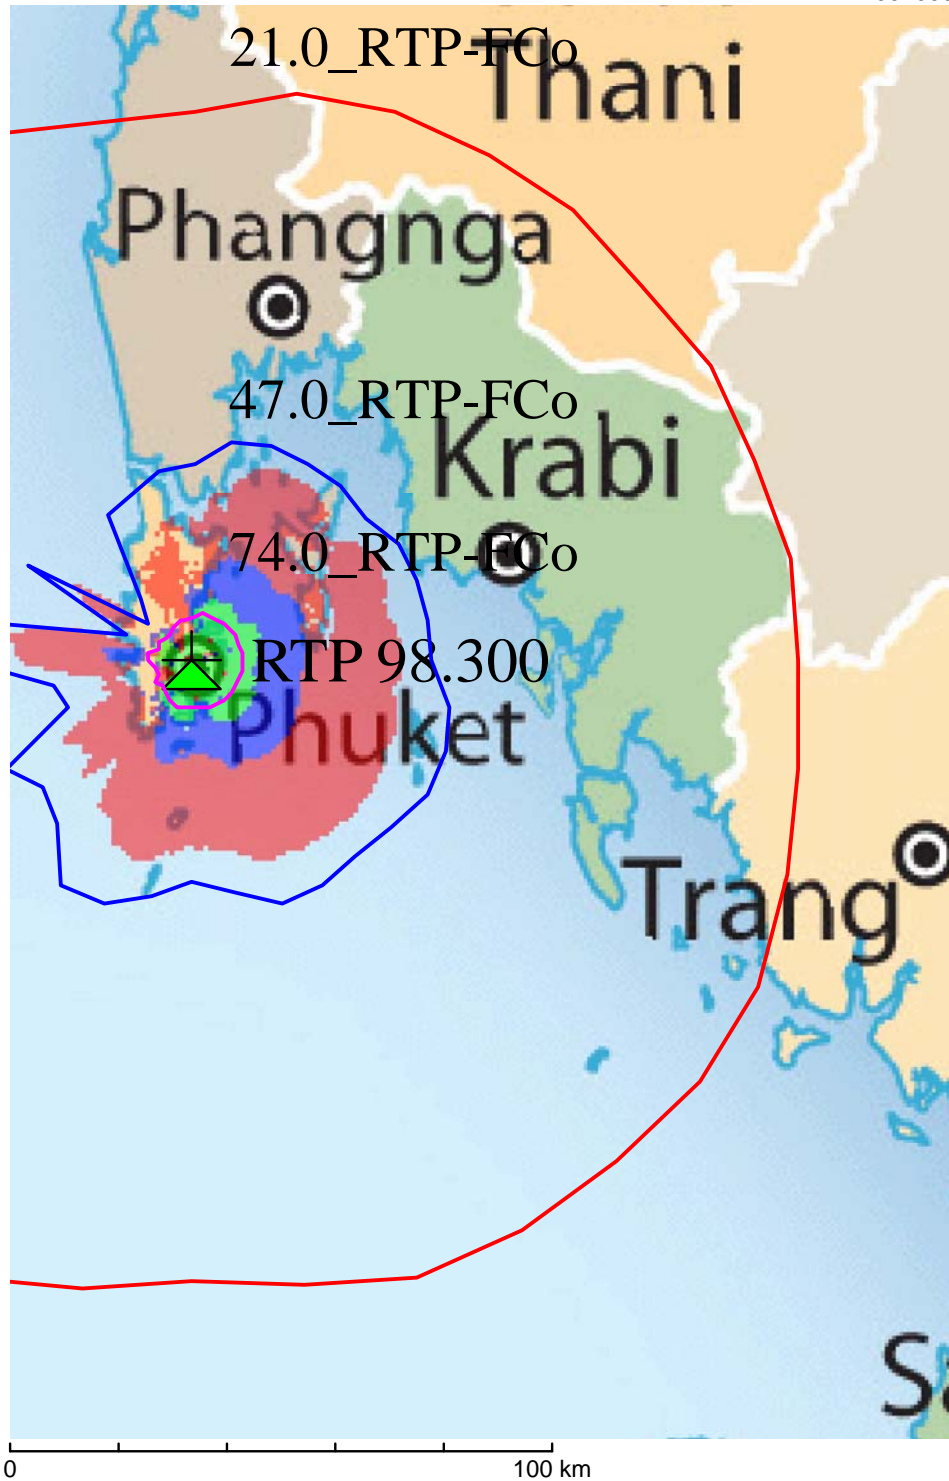 21.0_RTP-FCo
Thani
Phangnga
47.0_RTP-FCo
Krabi
74.0_RTP-FCo
RTP 98.300
Phuket
Trang
0
100 km